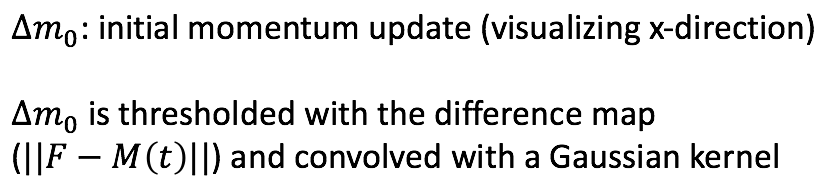 Δm₀: initial momentum update (visualizing x-direction)
Δm₀ is thresholded with the difference map
(||F − M(t)||) and convolved with a Gaussian kernel